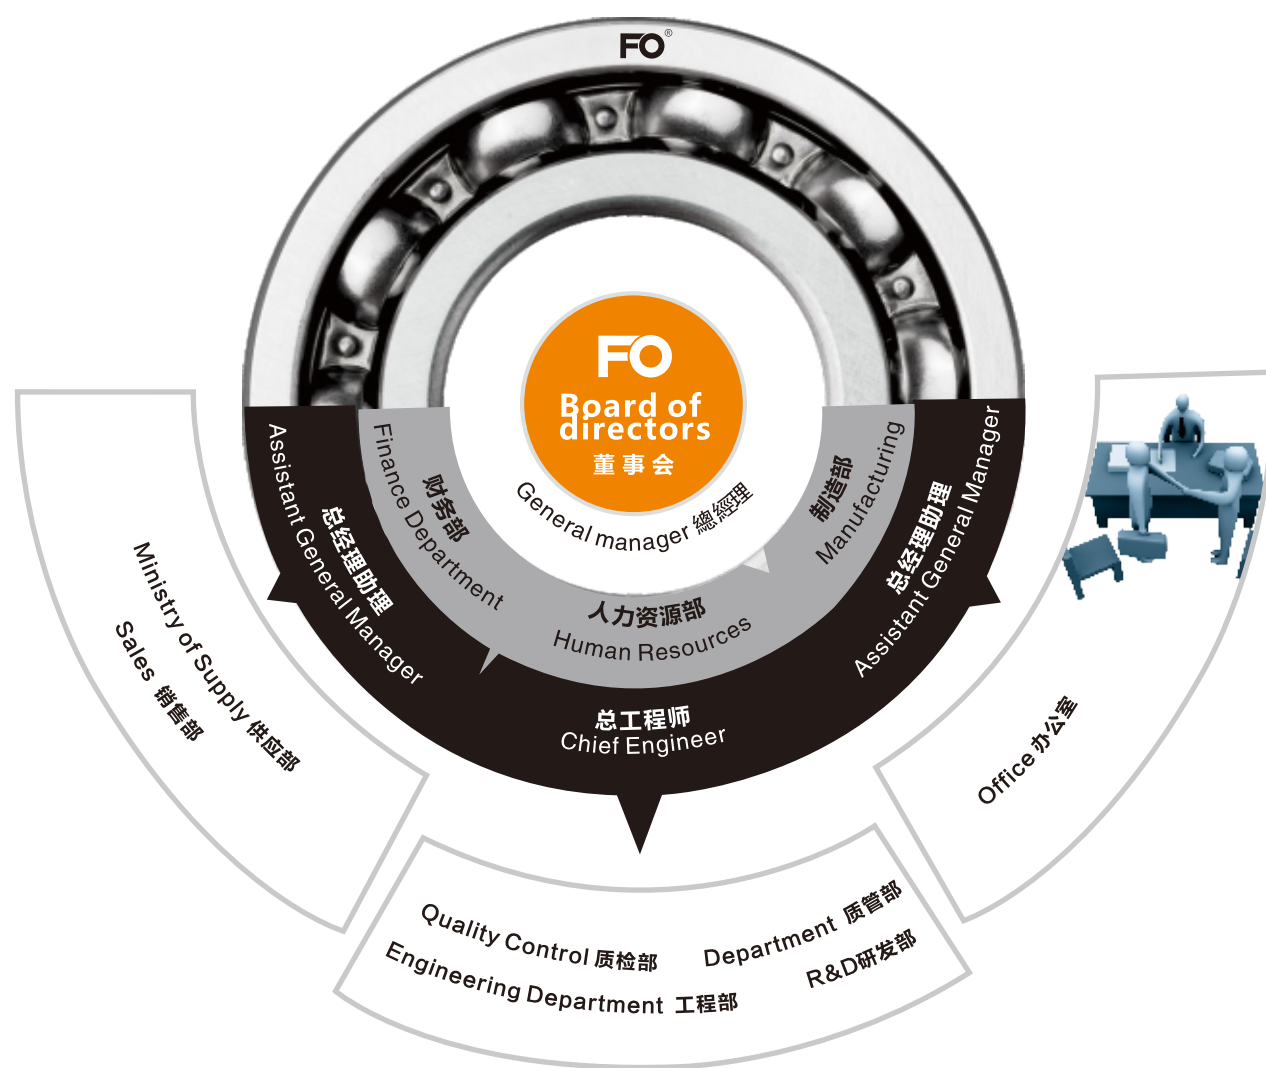 FO®
FO
Board of
directors
董事会
General manager 總經理
财务部
Finance Department
人力资源部
Human Resources
制造部
Manufacturing
总经理助理
Assistant General Manager
总工程师
Chief Engineer
总经理助理
Assistant General Manager
Ministry of Supply 供应部
Sales 销售部
Quality Control 质检部
Department 质管部
Engineering Department 工程部
R&D研发部
Office 办公室